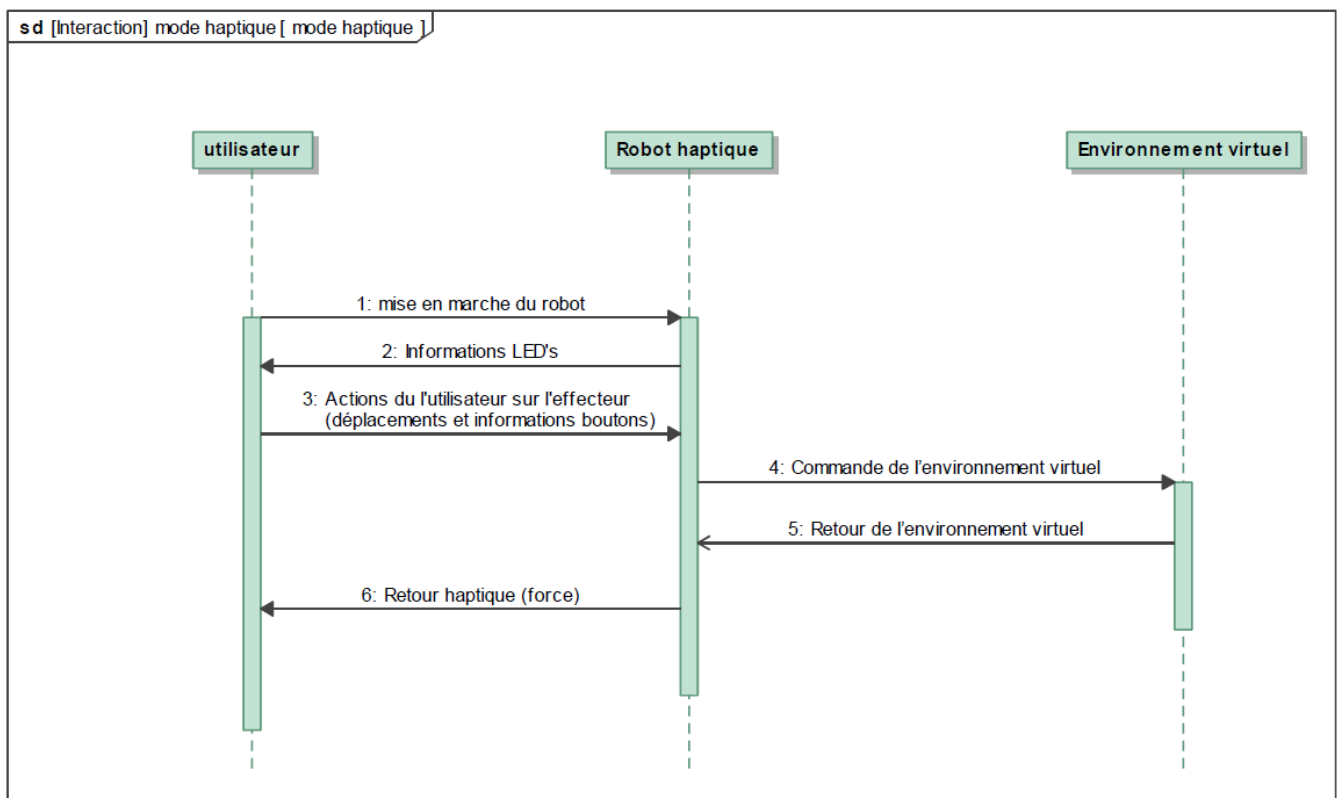 sd [Interaction] mode haptique [ mode haptique ]
utilisateur
Robot haptique
Environnement virtuel
1: mise en marche du robot
2: Informations LED's
3: Actions du l'utilisateur sur l'effecteur
(déplacements et informations boutons)
4: Commande de l’environnement virtuel
5: Retour de l’environnement virtuel
6: Retour haptique (force)